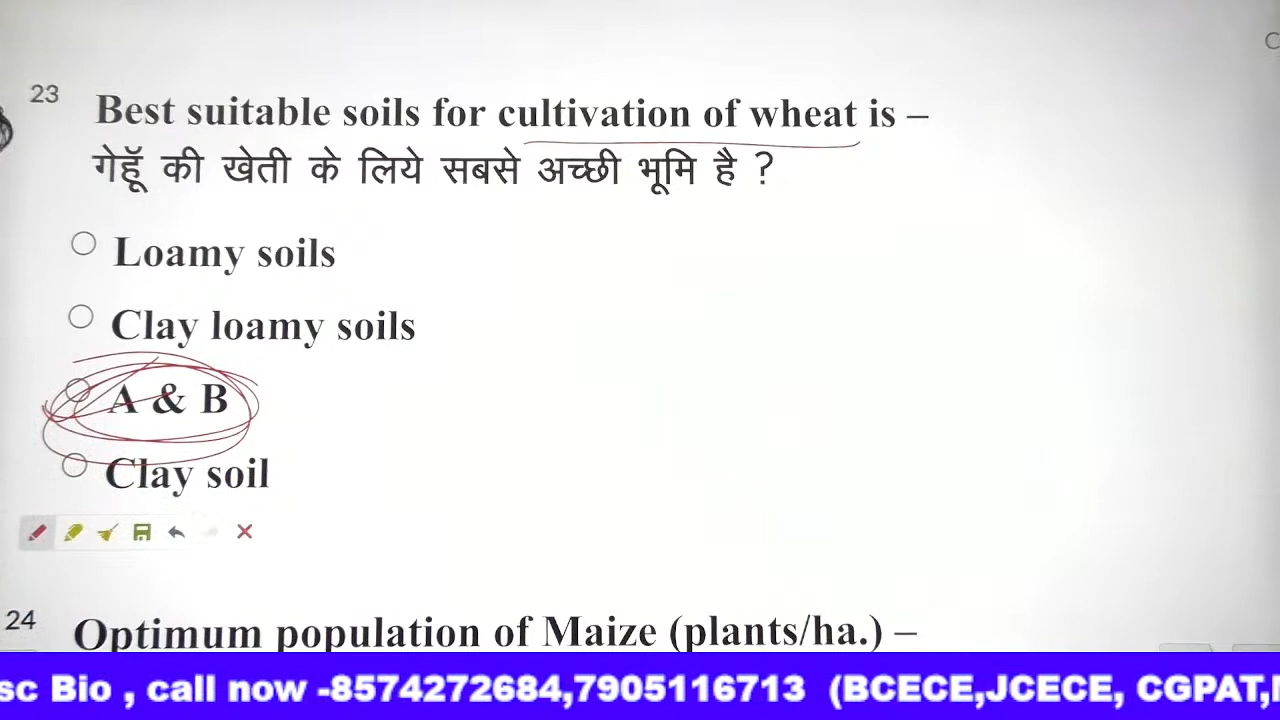 23
Best suitable soils for cultivation of wheat is –
गेहूॅ की खेती के लिये सबसे अच्छी भूमि है ?
Loamy soils
Clay loamy soils
A & B
Clay soil
24
Optimum population of Maize (plants/ha.) –
sc Bio , call now -8574272684,7905116713 (BCECE,JCECE, CGPAT,